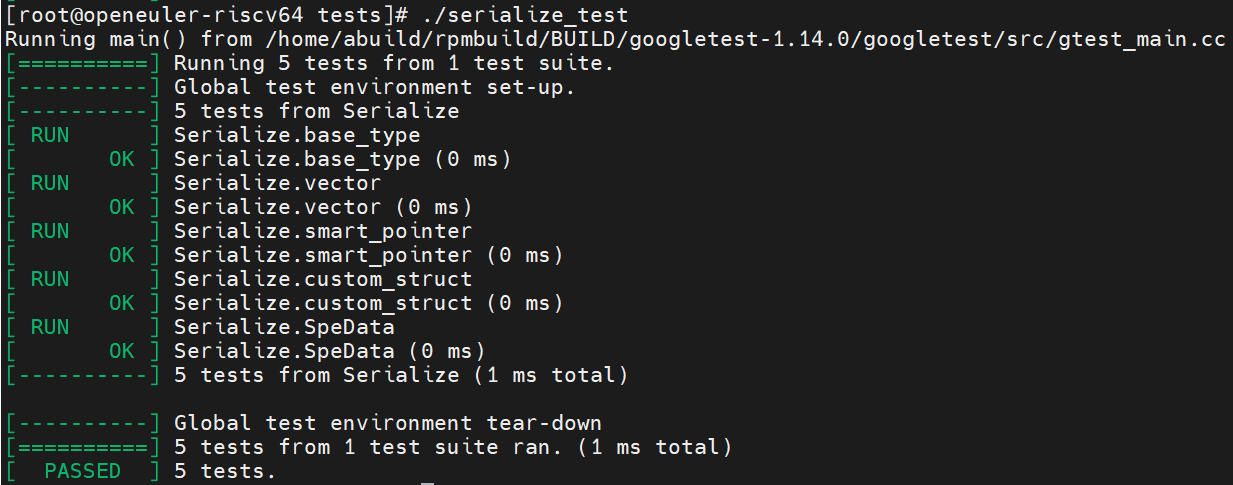 [root@openeuler-riscv64 tests]# ./serialize_test
Running main() from /home/abuild/rpmbuild/BUILD/googletest-1.14.0/googletest/src/gtest_main.cc
[==========] Running 5 tests from 1 test suite.
[----------] Global test environment set-up.
[----------] 5 tests from Serialize
[ RUN      ] Serialize.base_type
[       OK ] Serialize.base_type (0 ms)
[ RUN      ] Serialize.vector
[       OK ] Serialize.vector (0 ms)
[ RUN      ] Serialize.smart_pointer
[       OK ] Serialize.smart_pointer (0 ms)
[ RUN      ] Serialize.custom_struct
[       OK ] Serialize.custom_struct (0 ms)
[ RUN      ] Serialize.SpeData
[       OK ] Serialize.SpeData (0 ms)
[----------] 5 tests from Serialize (1 ms total)

[----------] Global test environment tear-down
[==========] 5 tests from 1 test suite ran. (1 ms total)
[  PASSED  ] 5 tests.